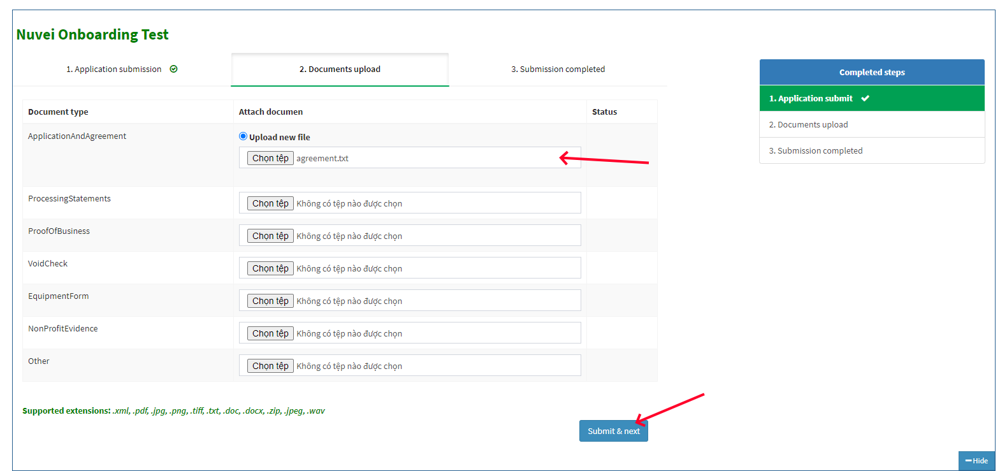 Nuvei Onboarding Test
1. Application submission
2. Documents upload
3. Submission completed
Completed steps
1. Application submit
2. Documents upload
3. Submission completed
Document type
Attach documen
Status
ApplicationAndAgreement
Upload new file
Chọn tệp agreement.txt
ProcessingStatements
Chọn tệp Không có tệp nào được chọn
ProofOfBusiness
Chọn tệp Không có tệp nào được chọn
VoidCheck
Chọn tệp Không có tệp nào được chọn
EquipmentForm
Chọn tệp Không có tệp nào được chọn
NonProfitEvidence
Chọn tệp Không có tệp nào được chọn
Other
Chọn tệp Không có tệp nào được chọn
Supported extensions: .xml, .pdf, .jpg, .png, .tiff, .txt, .doc, .docx, .zip, .jpeg, .wav
Submit & next
Hide